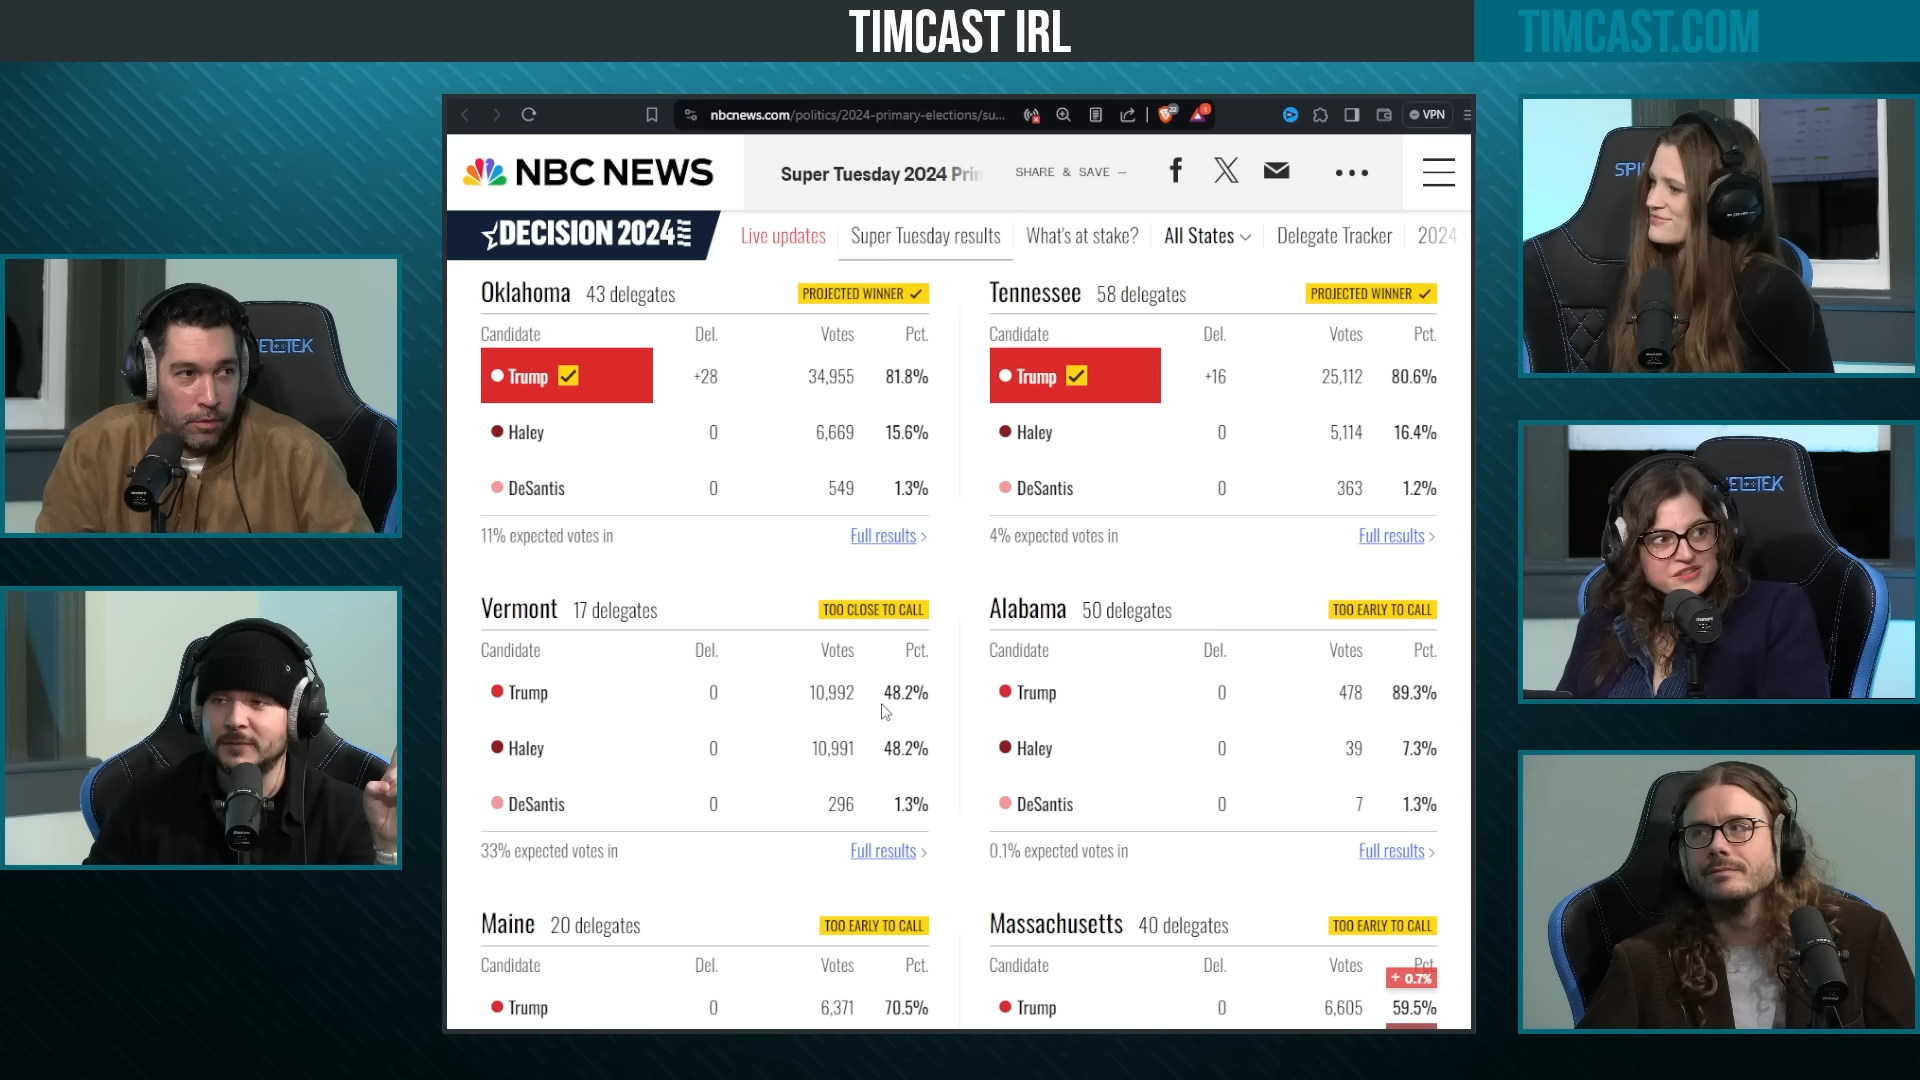 TIMCAST IRL
TIMCAST.COM
nbcnews.com/politics/2024-primary-elections/su...
VPN
NBC NEWS
Super Tuesday 2024 Prin
SHARE & SAVE —
DECISION 2024
Live updates
Super Tuesday results
What's at stake?
All States
Delegate Tracker
2024
Oklahoma 43 delegates PROJECTED WINNER
Candidate Del. Votes Pct.
Trump +28 34,955 81.8%
Haley 0 6,669 15.6%
DeSantis 0 549 1.3%
11% expected votes in Full results >
Tennessee 58 delegates PROJECTED WINNER
Candidate Del. Votes Pct.
Trump +16 25,112 80.6%
Haley 0 5,114 16.4%
DeSantis 0 363 1.2%
4% expected votes in Full results >
Vermont 17 delegates TOO CLOSE TO CALL
Candidate Del. Votes Pct.
Trump 0 10,992 48.2%
Haley 0 10,991 48.2%
DeSantis 0 296 1.3%
33% expected votes in Full results >
Alabama 50 delegates TOO EARLY TO CALL
Candidate Del. Votes Pct.
Trump 0 478 89.3%
Haley 0 39 7.3%
DeSantis 0 7 1.3%
0.1% expected votes in Full results >
Maine 20 delegates TOO EARLY TO CALL
Candidate Del. Votes Pct.
Trump 0 6,371 70.5%
Massachusetts 40 delegates TOO EARLY TO CALL
Candidate Del. Votes Pct.
+ 0.7%
Trump 0 6,605 59.5%